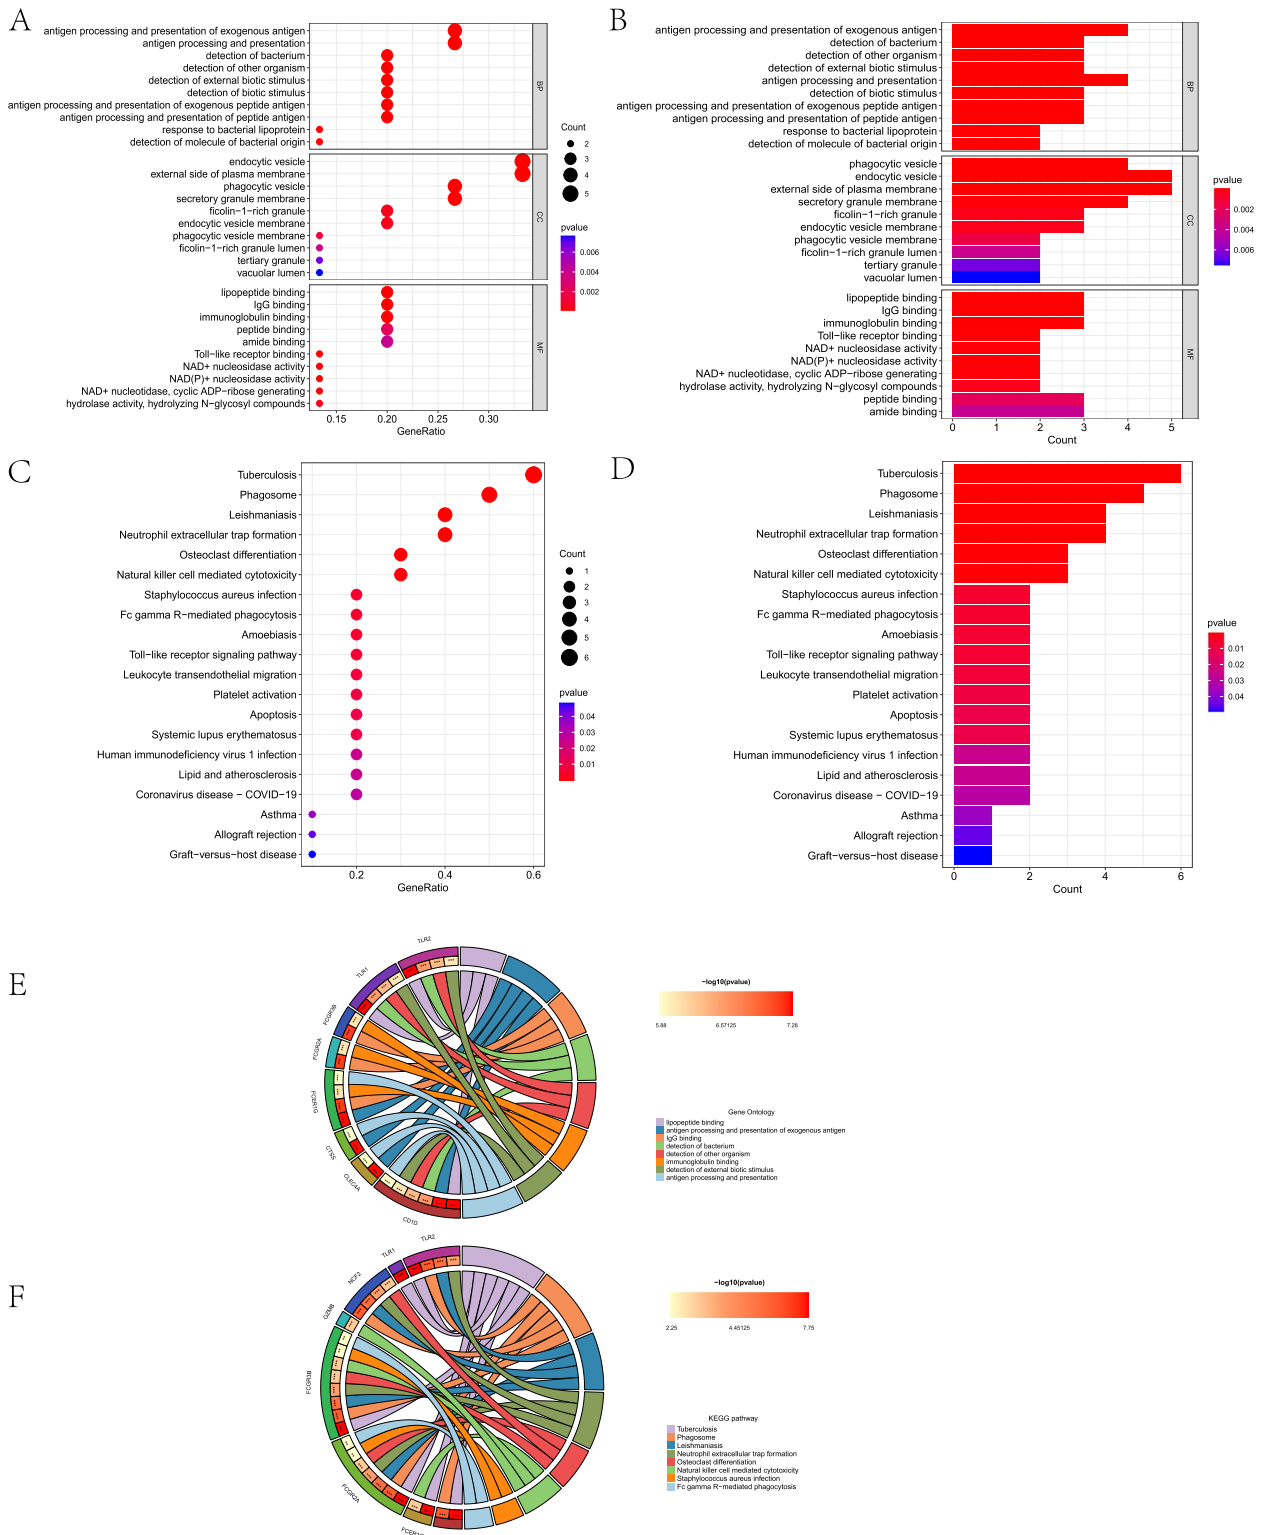 A
antigen processing and presentation of exogenous antigen
antigen processing and presentation
detection of bacterium
detection of other organism
detection of external biotic stimulus
detection of biotic stimulus
antigen processing and presentation of exogenous peptide antigen
antigen processing and presentation of peptide antigen
response to bacterial lipoprotein
detection of molecule of bacterial origin
BP
endocytic vesicle
external side of plasma membrane
phagocytic vesicle
secretory granule membrane
ficolin−1−rich granule
endocytic vesicle membrane
phagocytic vesicle membrane
ficolin−1−rich granule lumen
tertiary granule
vacuolar lumen
CC
lipopeptide binding
IgG binding
immunoglobulin binding
peptide binding
amide binding
Toll−like receptor binding
NAD+ nucleosidase activity
NAD(P)+ nucleosidase activity
NAD+ nucleotidase, cyclic ADP−ribose generating
hydrolase activity, hydrolyzing N−glycosyl compounds
MF
0.15 0.20 0.25 0.30
GeneRatio
Count
2
3
4
5
pvalue
0.006
0.004
0.002
B
antigen processing and presentation of exogenous antigen
detection of bacterium
detection of other organism
detection of external biotic stimulus
antigen processing and presentation
detection of biotic stimulus
antigen processing and presentation of exogenous peptide antigen
antigen processing and presentation of peptide antigen
response to bacterial lipoprotein
detection of molecule of bacterial origin
BP
phagocytic vesicle
endocytic vesicle
external side of plasma membrane
secretory granule membrane
ficolin−1−rich granule
endocytic vesicle membrane
phagocytic vesicle membrane
ficolin−1−rich granule lumen
tertiary granule
vacuolar lumen
CC
lipopeptide binding
IgG binding
immunoglobulin binding
Toll−like receptor binding
NAD+ nucleosidase activity
NAD(P)+ nucleosidase activity
NAD+ nucleotidase, cyclic ADP−ribose generating
hydrolase activity, hydrolyzing N−glycosyl compounds
peptide binding
amide binding
MF
0 1 2 3 4 5
Count
pvalue
0.002
0.004
0.006
C
Tuberculosis
Phagosome
Leishmaniasis
Neutrophil extracellular trap formation
Osteoclast differentiation
Natural killer cell mediated cytotoxicity
Staphylococcus aureus infection
Fc gamma R−mediated phagocytosis
Amoebiasis
Toll−like receptor signaling pathway
Leukocyte transendothelial migration
Platelet activation
Apoptosis
Systemic lupus erythematosus
Human immunodeficiency virus 1 infection
Lipid and atherosclerosis
Coronavirus disease − COVID−19
Asthma
Allograft rejection
Graft−versus−host disease
0.2 0.4 0.6
GeneRatio
Count
1
2
3
4
5
6
pvalue
0.04
0.03
0.02
0.01
D
Tuberculosis
Phagosome
Leishmaniasis
Neutrophil extracellular trap formation
Osteoclast differentiation
Natural killer cell mediated cytotoxicity
Staphylococcus aureus infection
Fc gamma R−mediated phagocytosis
Amoebiasis
Toll−like receptor signaling pathway
Leukocyte transendothelial migration
Platelet activation
Apoptosis
Systemic lupus erythematosus
Human immunodeficiency virus 1 infection
Lipid and atherosclerosis
Coronavirus disease − COVID−19
Asthma
Allograft rejection
Graft−versus−host disease
0 2 4 6
Count
pvalue
0.01
0.02
0.03
0.04
E
TLR2
TLR1
FCGR3B
FCGR2A
FCER1G
CTSS
CLEC4A
CD1D
−log10(pvalue)
5.88 6.57125 7.28
Gene Ontology
lipopeptide binding
antigen processing and presentation of exogenous antigen
IgG binding
detection of bacterium
detection of other organism
immunoglobulin binding
detection of external biotic stimulus
antigen processing and presentation
F
TLR2
TLR1
NCF2
GZMB
FCGR3B
FCGR2A
−log10(pvalue)
2.25 4.45125 7.75
KEGG pathway
Tuberculosis
Phagosome
Leishmaniasis
Neutrophil extracellular trap formation
Osteoclast differentiation
Natural killer cell mediated cytotoxicity
Staphylococcus aureus infection
Fc gamma R−mediated phagocytosis